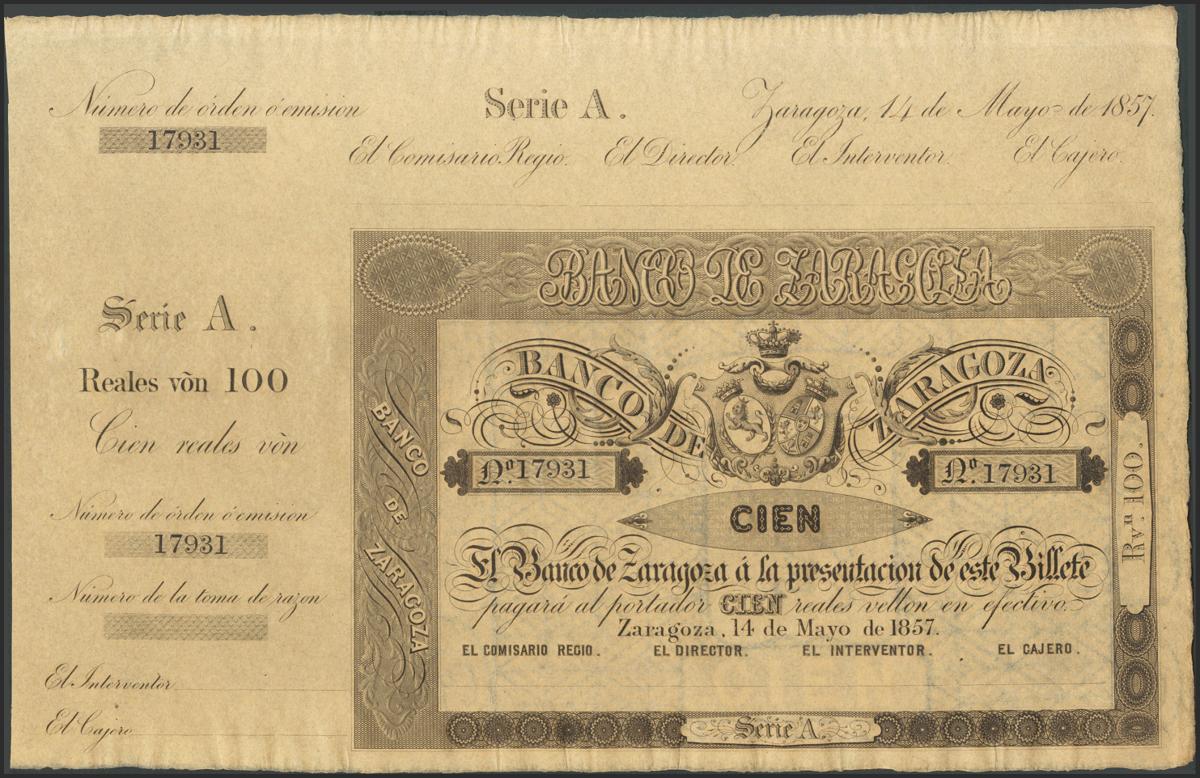 Número de órden ó emision
17931
Serie A.
Zaragoza, 14 de Mayo de 1857.
El Comisario Regio. El Director. El Interventor. El Cajero.
Serie A.
Reales vòn 100
Cien reales vòn
Número de órden ó emision
17931
Número de la toma de razon
El Interventor
El Cajero
BANCO DE ZARAGOZA
BANCO DE ZARAGOZA
BANCO DE ZARAGOZA
Nº 17931
Nº 17931
CIEN
El Banco de Zaragoza á la presentacion de este Billete
pagará al portador CIEN reales vellon en efectivo.
Zaragoza, 14 de Mayo de 1857.
EL COMISARIO REGIO. EL DIRECTOR. EL INTERVENTOR. EL CAJERO.
Rvn. 100.
Serie A.